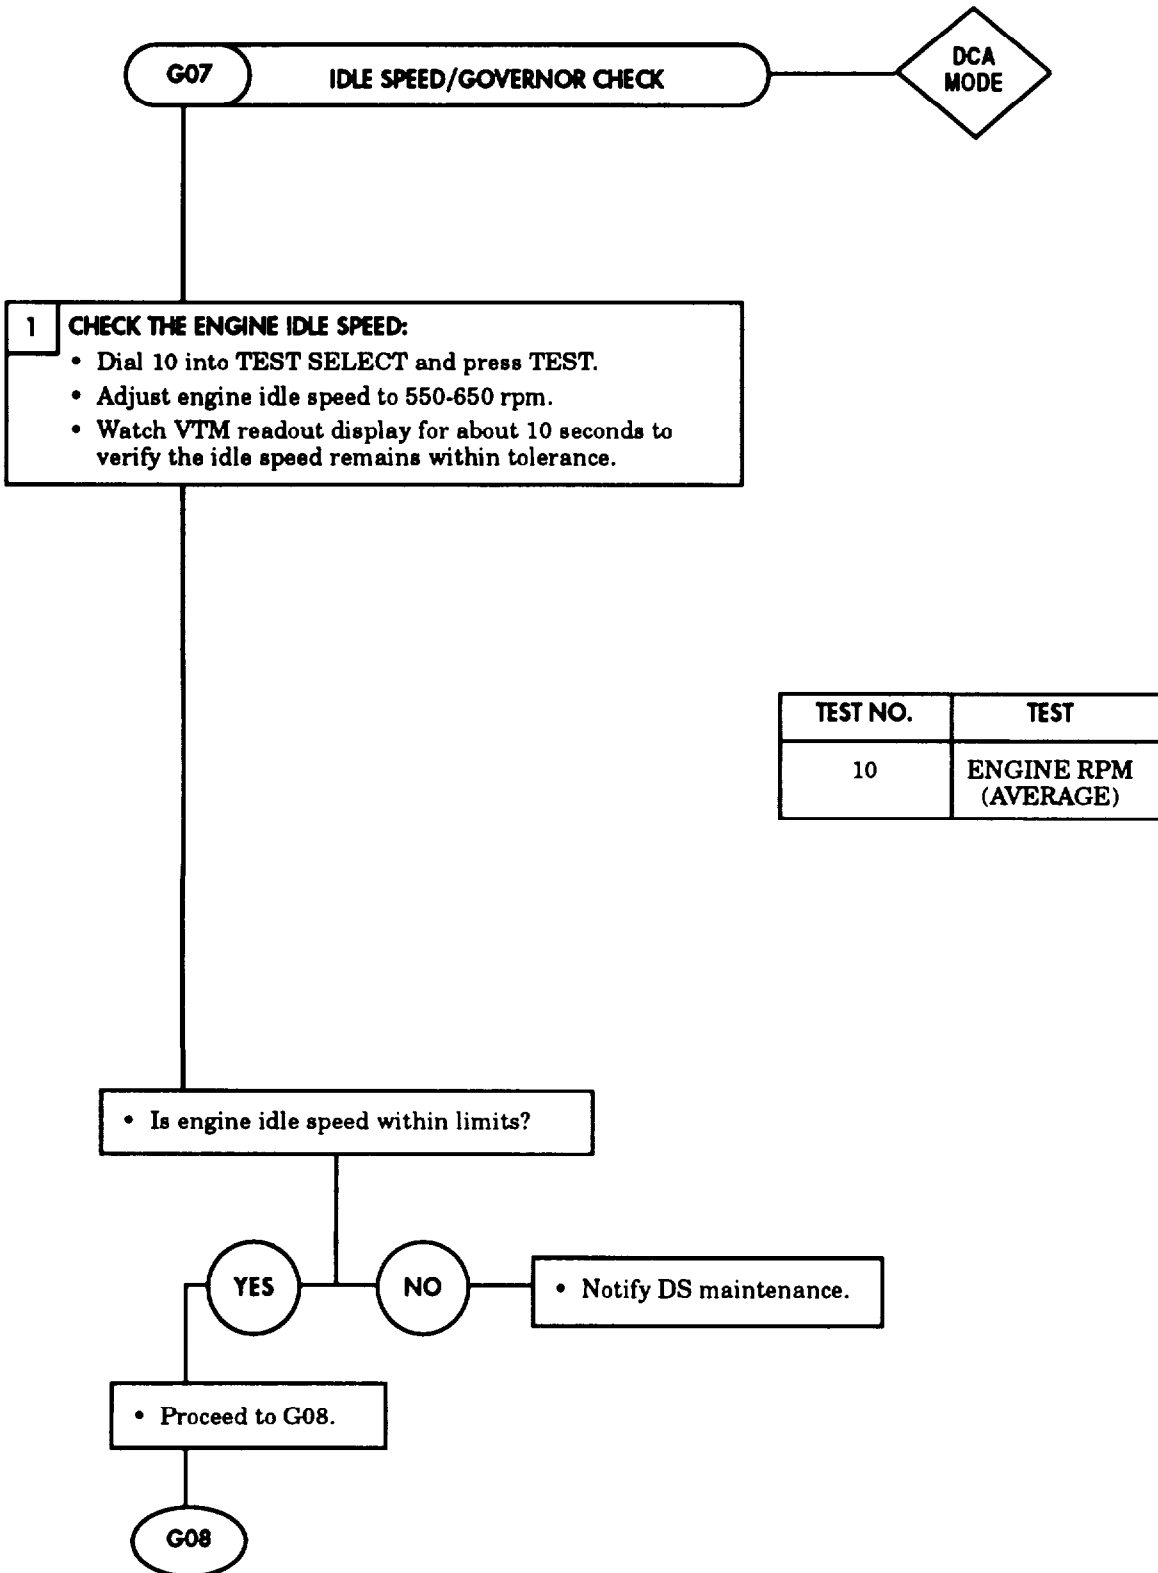 G07
IDLE SPEED/GOVERNOR CHECK
DCA
MODE
1
CHECK THE ENGINE IDLE SPEED:
• Dial 10 into TEST SELECT and press TEST.
• Adjust engine idle speed to 550-650 rpm.
• Watch VTM readout display for about 10 seconds to
verify the idle speed remains within tolerance.
TEST NO.
TEST
10
ENGINE RPM
(AVERAGE)
• Is engine idle speed within limits?
YES
NO
• Notify DS maintenance.
• Proceed to G08.
G08